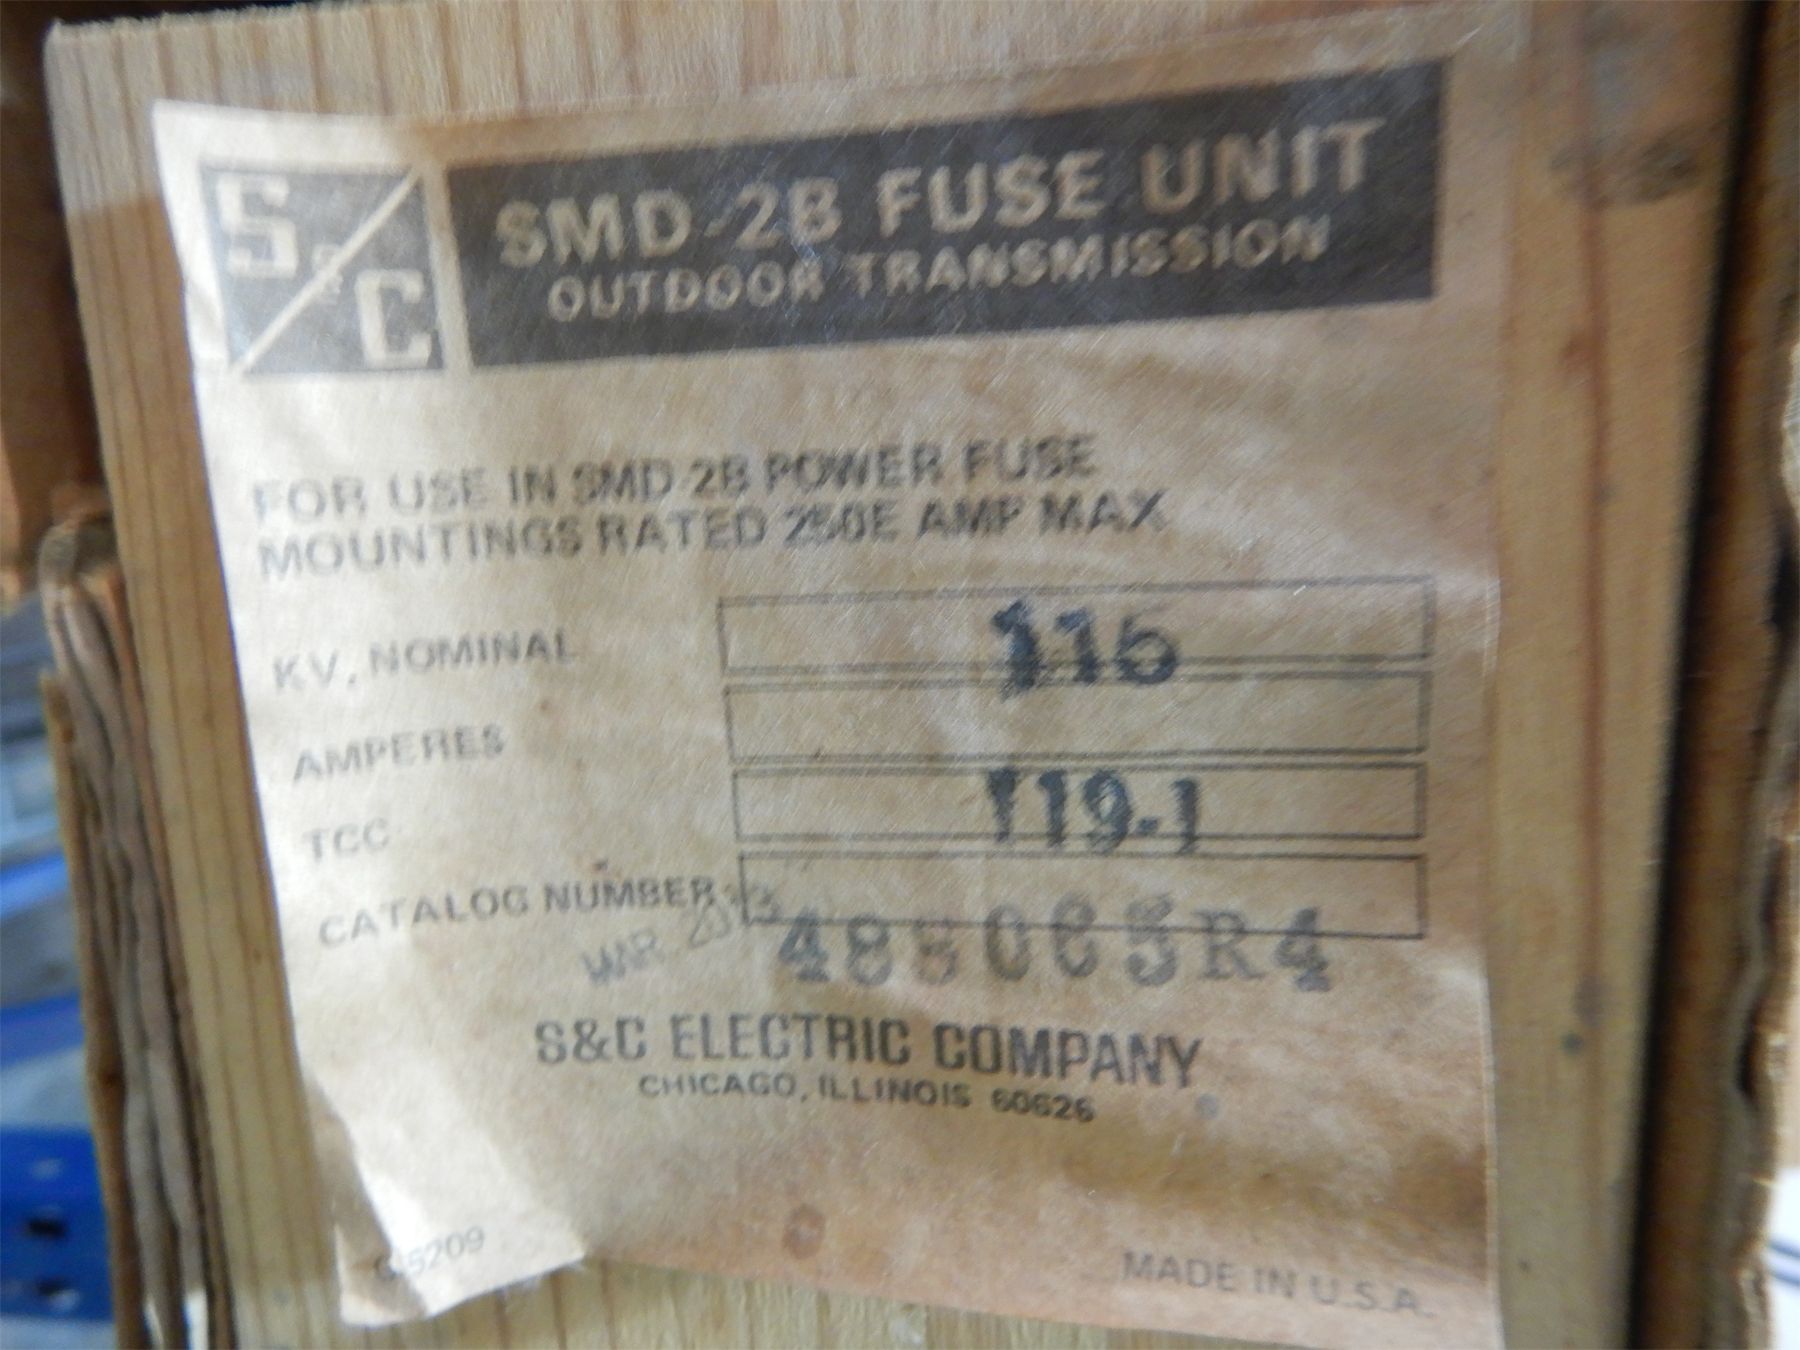 S&C
SMD-2B FUSE UNIT
OUTDOOR TRANSMISSION
FOR USE IN SMD-2B POWER FUSE
MOUNTINGS RATED 250E AMP MAX
KV, NOMINAL 115
AMPERES
TCC 119-1
CATALOG NUMBER
MAR
S&C ELECTRIC COMPANY
CHICAGO, ILLINOIS 60626
MADE IN U.S.A.